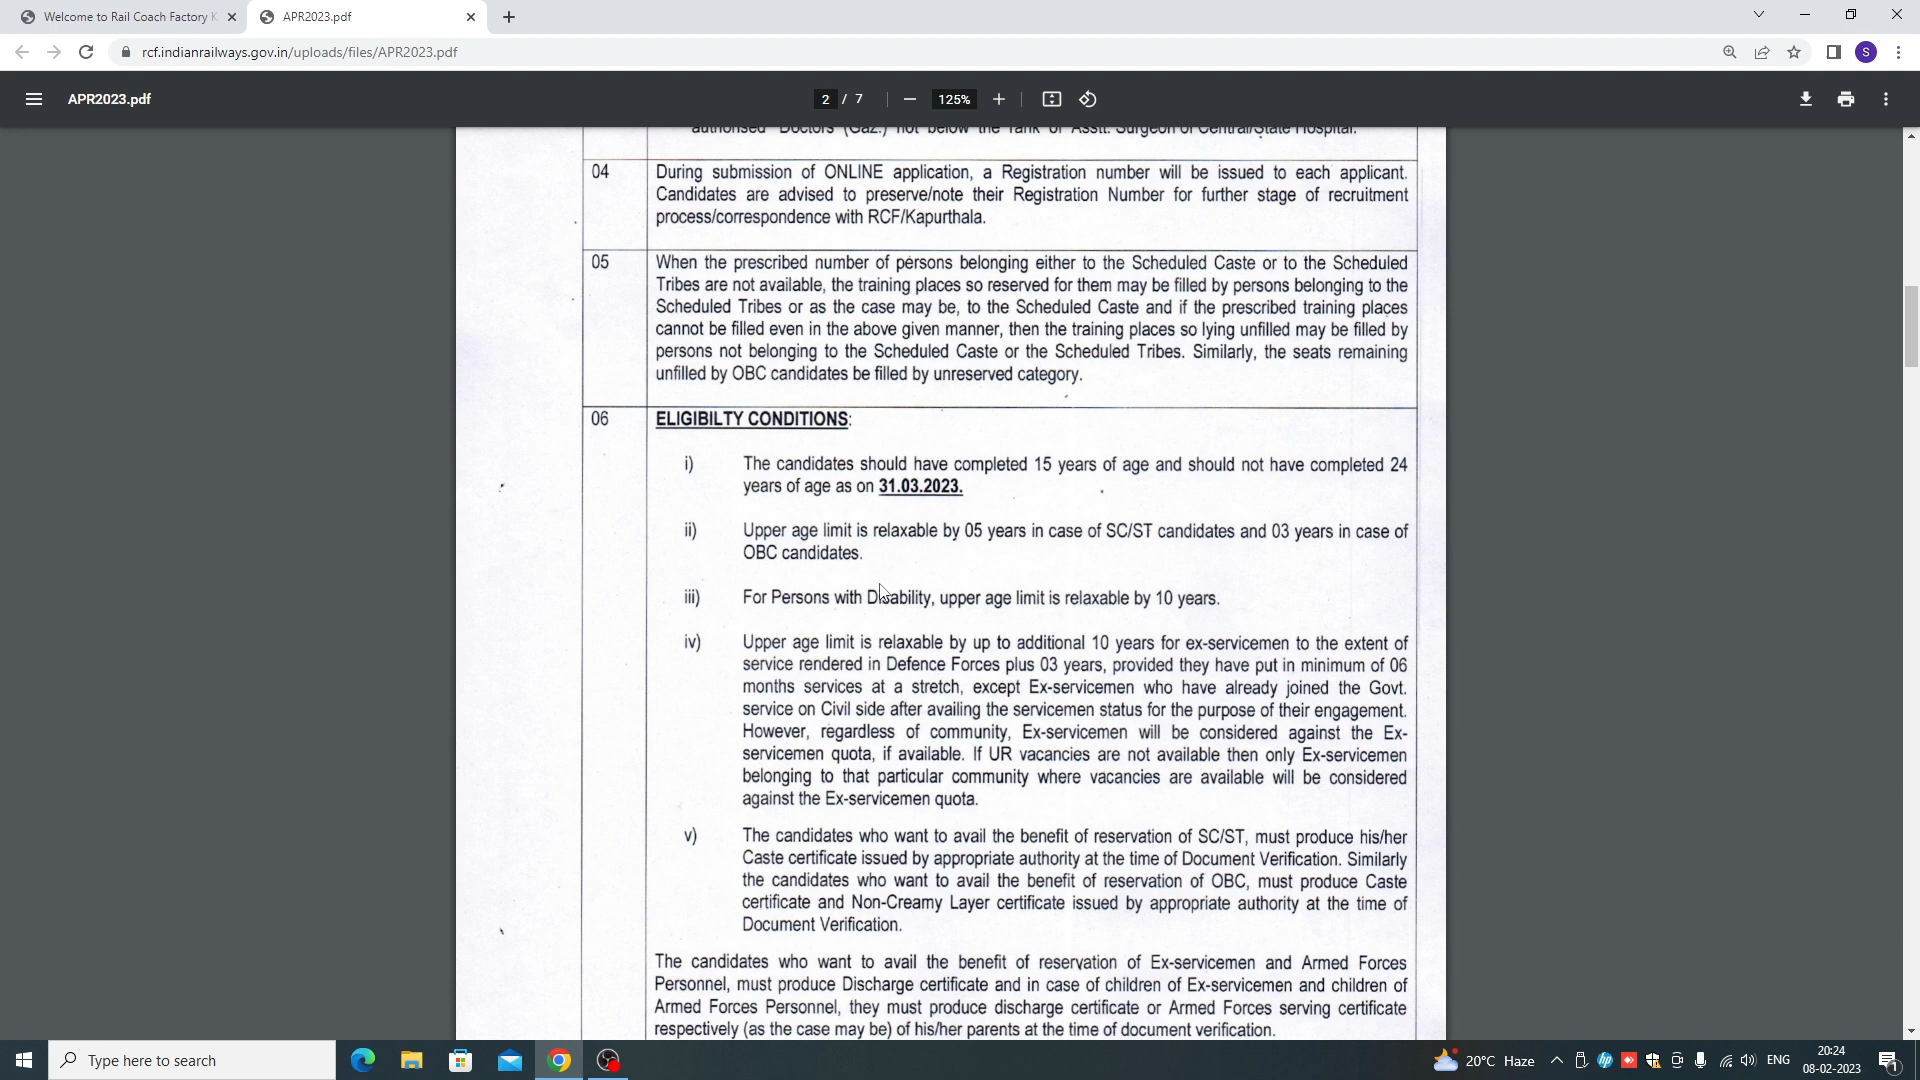 Welcome to Rail Coach Factory K
APR2023.pdf
rcf.indianrailways.gov.in/uploads/files/APR2023.pdf
S
APR2023.pdf
2 / 7
125%
authorised Doctors (Gaz.) not below the rank of Asstt. Surgeon of Central/State Hospital.
04
During submission of ONLINE application, a Registration number will be issued to each applicant.
Candidates are advised to preserve/note their Registration Number for further stage of recruitment
process/correspondence with RCF/Kapurthala.
05
When the prescribed number of persons belonging either to the Scheduled Caste or to the Scheduled
Tribes are not available, the training places so reserved for them may be filled by persons belonging to the
Scheduled Tribes or as the case may be, to the Scheduled Caste and if the prescribed training places
cannot be filled even in the above given manner, then the training places so lying unfilled may be filled by
persons not belonging to the Scheduled Caste or the Scheduled Tribes. Similarly, the seats remaining
unfilled by OBC candidates be filled by unreserved category.
06
ELIGIBILTY CONDITIONS:
i) The candidates should have completed 15 years of age and should not have completed 24
years of age as on 31.03.2023.
ii) Upper age limit is relaxable by 05 years in case of SC/ST candidates and 03 years in case of
OBC candidates.
iii) For Persons with Disability, upper age limit is relaxable by 10 years.
iv) Upper age limit is relaxable by up to additional 10 years for ex-servicemen to the extent of
service rendered in Defence Forces plus 03 years, provided they have put in minimum of 06
months services at a stretch, except Ex-servicemen who have already joined the Govt.
service on Civil side after availing the servicemen status for the purpose of their engagement.
However, regardless of community, Ex-servicemen will be considered against the Ex-
servicemen quota, if available. If UR vacancies are not available then only Ex-servicemen
belonging to that particular community where vacancies are available will be considered
against the Ex-servicemen quota.
v) The candidates who want to avail the benefit of reservation of SC/ST, must produce his/her
Caste certificate issued by appropriate authority at the time of Document Verification. Similarly
the candidates who want to avail the benefit of reservation of OBC, must produce Caste
certificate and Non-Creamy Layer certificate issued by appropriate authority at the time of
Document Verification.
The candidates who want to avail the benefit of reservation of Ex-servicemen and Armed Forces
Personnel, must produce Discharge certificate and in case of children of Ex-servicemen and children of
Armed Forces Personnel, they must produce discharge certificate or Armed Forces serving certificate
respectively (as the case may be) of his/her parents at the time of document verification.
Type here to search
20°C Haze
hp
ENG
20:24
08-02-2023
1